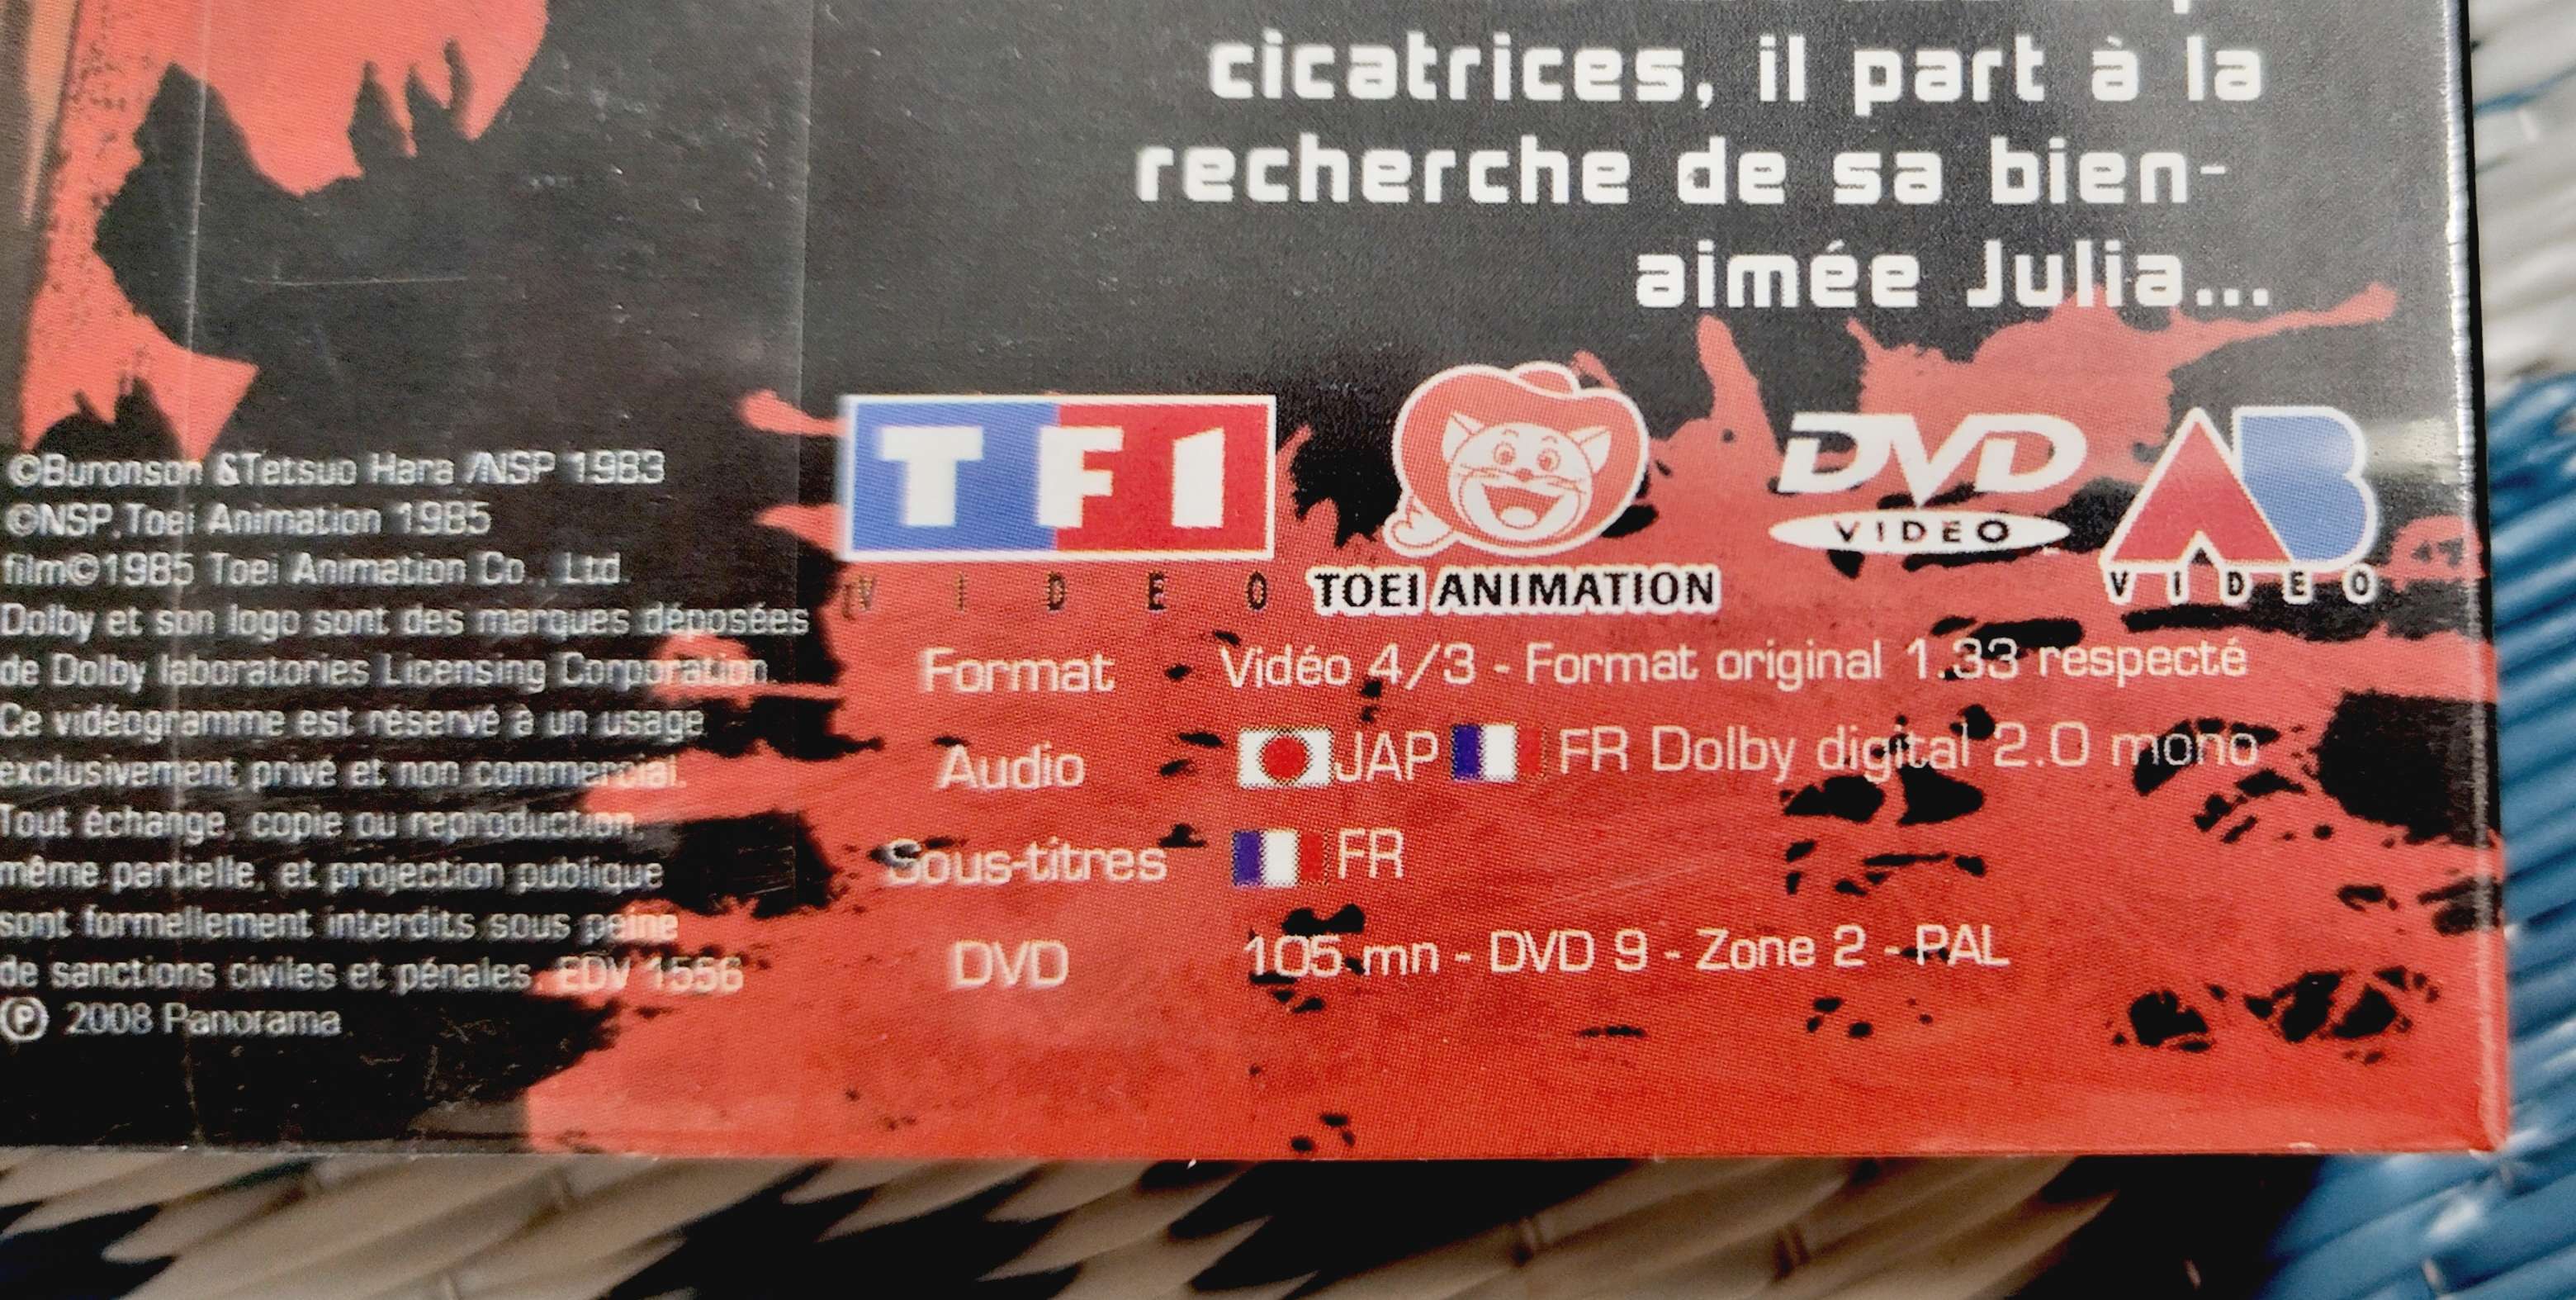 cicatrices, il part à la
recherche de sa bien-
aimée Julia...
©Buronson &Tetsuo Hara /NSP 1983
©NSP,Toei Animation 1985
film©1985 Toei Animation Co., Ltd.
Dolby et son logo sont des marques déposées
de Dolby laboratories Licensing Corporation.
Ce vidéogramme est réservé à un usage
exclusivement privé et non commercial.
Tout échange, copie ou reproduction,
même partielle, et projection publique
sont formellement interdits sous peine
de sanctions civiles et pénales. EDV 1556
℗ 2008 Panorama
TF1
VIDEO
TOEI ANIMATION
DVD
VIDEO
AB
VIDEO
Format Vidéo 4/3 - Format original 1.33 respecté
Audio JAP FR Dolby digital 2.0 mono
Sous-titres FR
DVD 105 mn - DVD 9 - Zone 2 - PAL